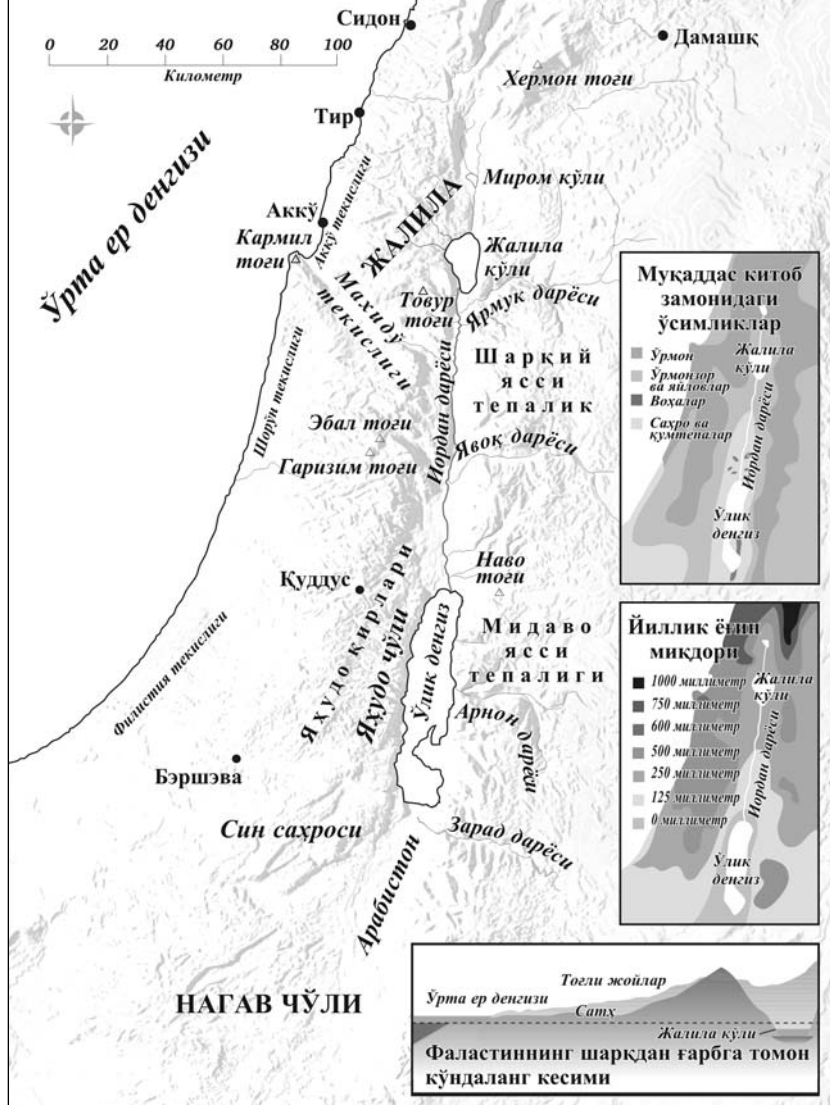 Сидон
Дамашқ
0 20 40 60 80 100
Километр
Хермон тоғи
Тир
Ўрта ер денгизи
Миром кўли
Аккў текислиги
ЖАЛИЛА
Аккў
Кармил
тоғи
Жалила
кўли
Махидў
текислиги
Товур
тоғи
Ярмук дарёси
Шарқий
ясси
тепалик
Иордан дарёси
Шорўн текислиги
Эбал тоғи
Гаризим тоғи
Явоқ дарёси
Наво
тоғи
Қуддус
Яхудо қирлари
Яхудо чўли
Ўлик денгиз
Мидаво
ясси
тепалиги
Филистия текислиги
Арнон дарёси
Бэршэва
Син саҳроси
Зарад дарёси
Арабистон
НАГАВ ЧЎЛИ
Муқаддас китоб
замонидаги
ўсимликлар
Ўрмон
Ўрмонзор
ва яйловлар
Воҳалар
Саҳро ва
қумтепалар
Жалила
кўли
Иордан дарёси
Ўлик
денгиз
Йиллик ёғин
миқдори
1000 миллиметр
750 миллиметр
600 миллиметр
500 миллиметр
250 миллиметр
125 миллиметр
0 миллиметр
Жалила
кўли
Иордан дарёси
Ўлик
денгиз
Тоғли жойлар
Ўрта ер денгизи
Сатҳ
Жалила кўли
Фаластиннинг шарқдан ғарбга томон
кўндаланг кесими